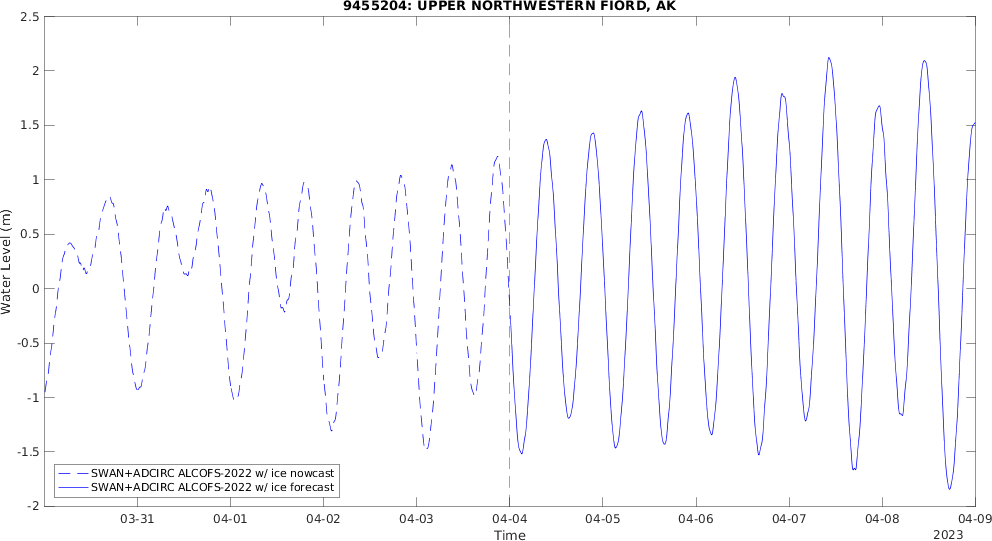 9455204: UPPER NORTHWESTERN FIORD, AK
2.5
2
1.5
1
0.5
0
-0.5
-1
-1.5
-2
Water Level (m)
SWAN+ADCIRC ALCOFS-2022 w/ ice nowcast
SWAN+ADCIRC ALCOFS-2022 w/ ice forecast
03-31 04-01 04-02 04-03 04-04 04-05 04-06 04-07 04-08 04-09
Time
2023